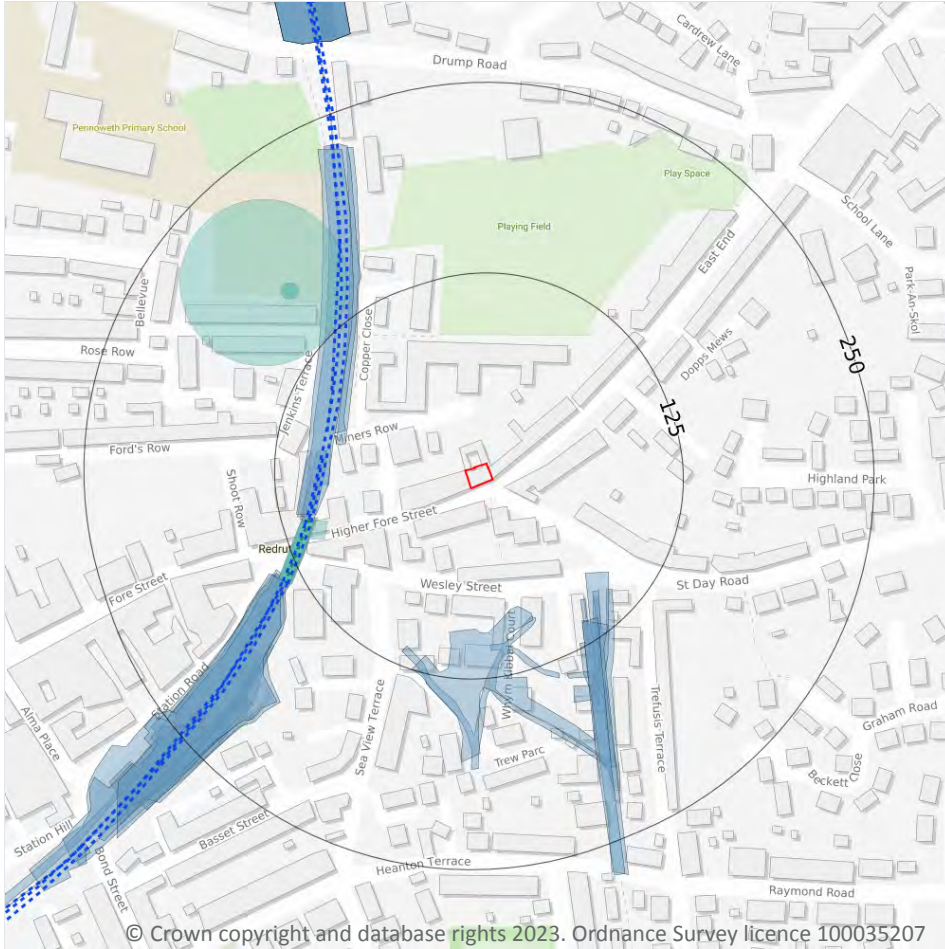 Cardrew Lane
Drump Road
Pennoweth Primary School
Play Space
Playing Field
School Lane
East End
Park-An-Skol
Bellevue
Copper Close
Dopps Mews
250
Rose Row
Jenkins Terrace
125
Miners Row
Ford's Row
Highland Park
Shoot Row
Higher Fore Street
Redrut
Wesley Street
St Day Road
Fore Street
Whym Kibbal Court
Station Road
Sea View Terrace
Trefusis Terrace
Graham Road
Alma Place
Trew Parc
Beckett Close
Basset Street
Station Hill
Bond Street
Heanton Terrace
Raymond Road
© Crown copyright and database rights 2023. Ordnance Survey licence 100035207